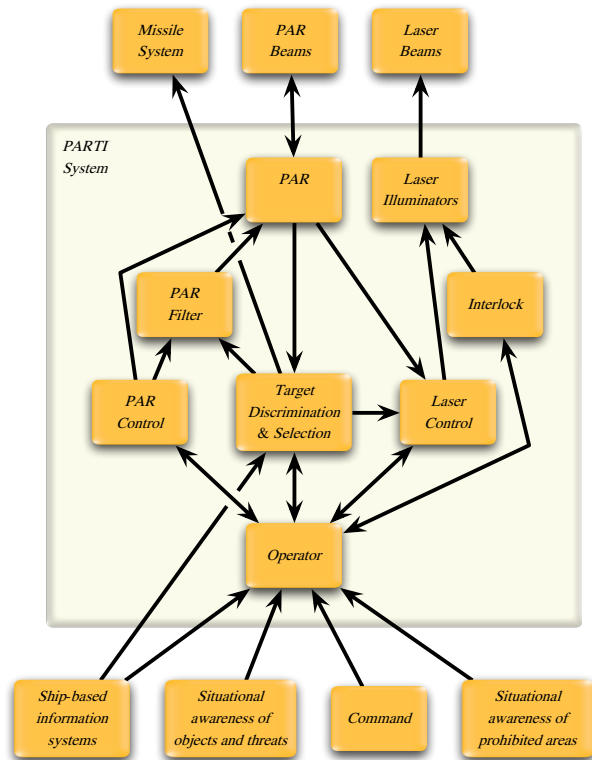 Missile
System
PAR
Beams
Laser
Beams
PARTI
System
PAR
Laser
Illuminators
PAR
Filter
Interlock
PAR
Control
Target
Discrimination
& Selection
Laser
Control
Operator
Ship-based
information
systems
Situational
awareness of
objects and threats
Command
Situational
awareness of
prohibited areas